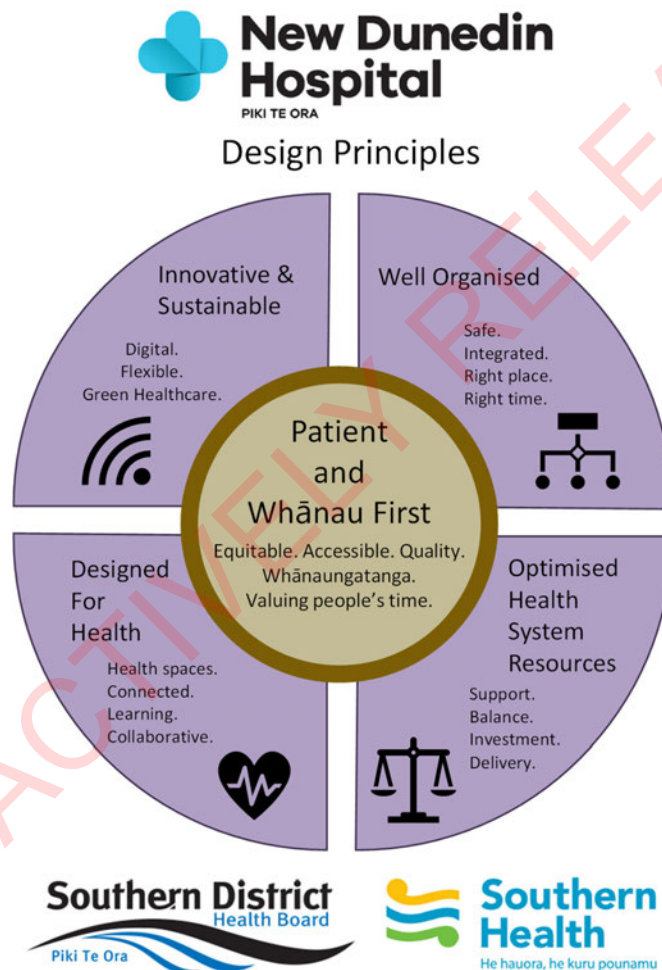 New Dunedin
Hospital
PIKI TE ORA
Design Principles
Innovative &
Sustainable
Digital.
Flexible.
Green Healthcare.
Well Organised
Safe.
Integrated.
Right place.
Right time.
Patient
and
Whānau First
Equitable. Accessible. Quality.
Whānaungatanga.
Valuing people's time.
Designed
For
Health
Health spaces.
Connected.
Learning.
Collaborative.
Optimised
Health
System
Resources
Support.
Balance.
Investment.
Delivery.
Southern District
Health Board
Piki Te Ora
Southern
Health
He hauora, he kuru pounamu
ACTIVELY RELEA